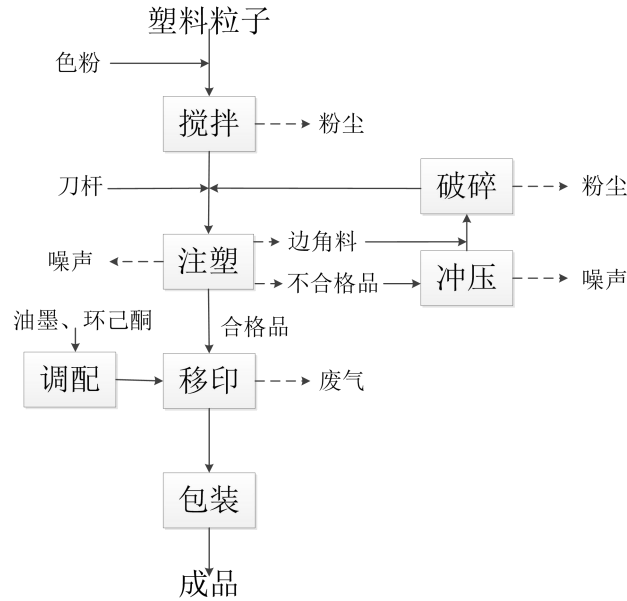 塑料粒子
色粉
搅拌
粉尘
刀杆
破碎
粉尘
噪声
注塑
边角料
不合格品
冲压
噪声
油墨、环己酮
合格品
调配
移印
废气
包装
成品